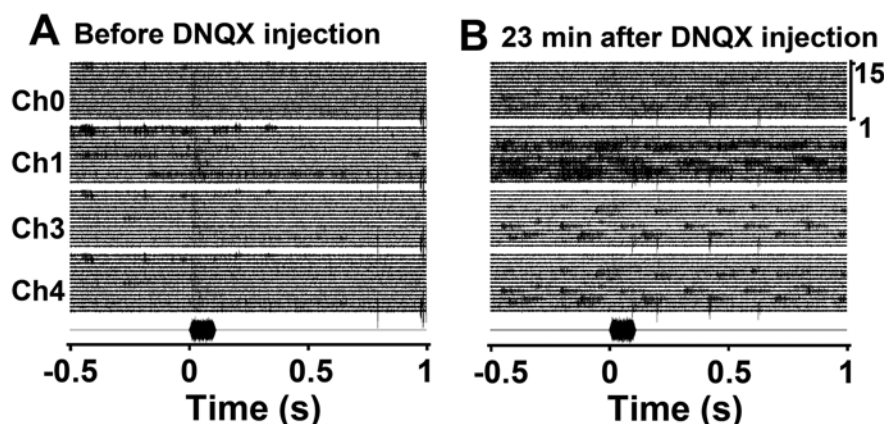 A Before DNQX injection
Ch0
Ch1
Ch3
Ch4
-0.5 0 0.5 1
Time (s)
B 23 min after DNQX injection
15
1
-0.5 0 0.5 1
Time (s)